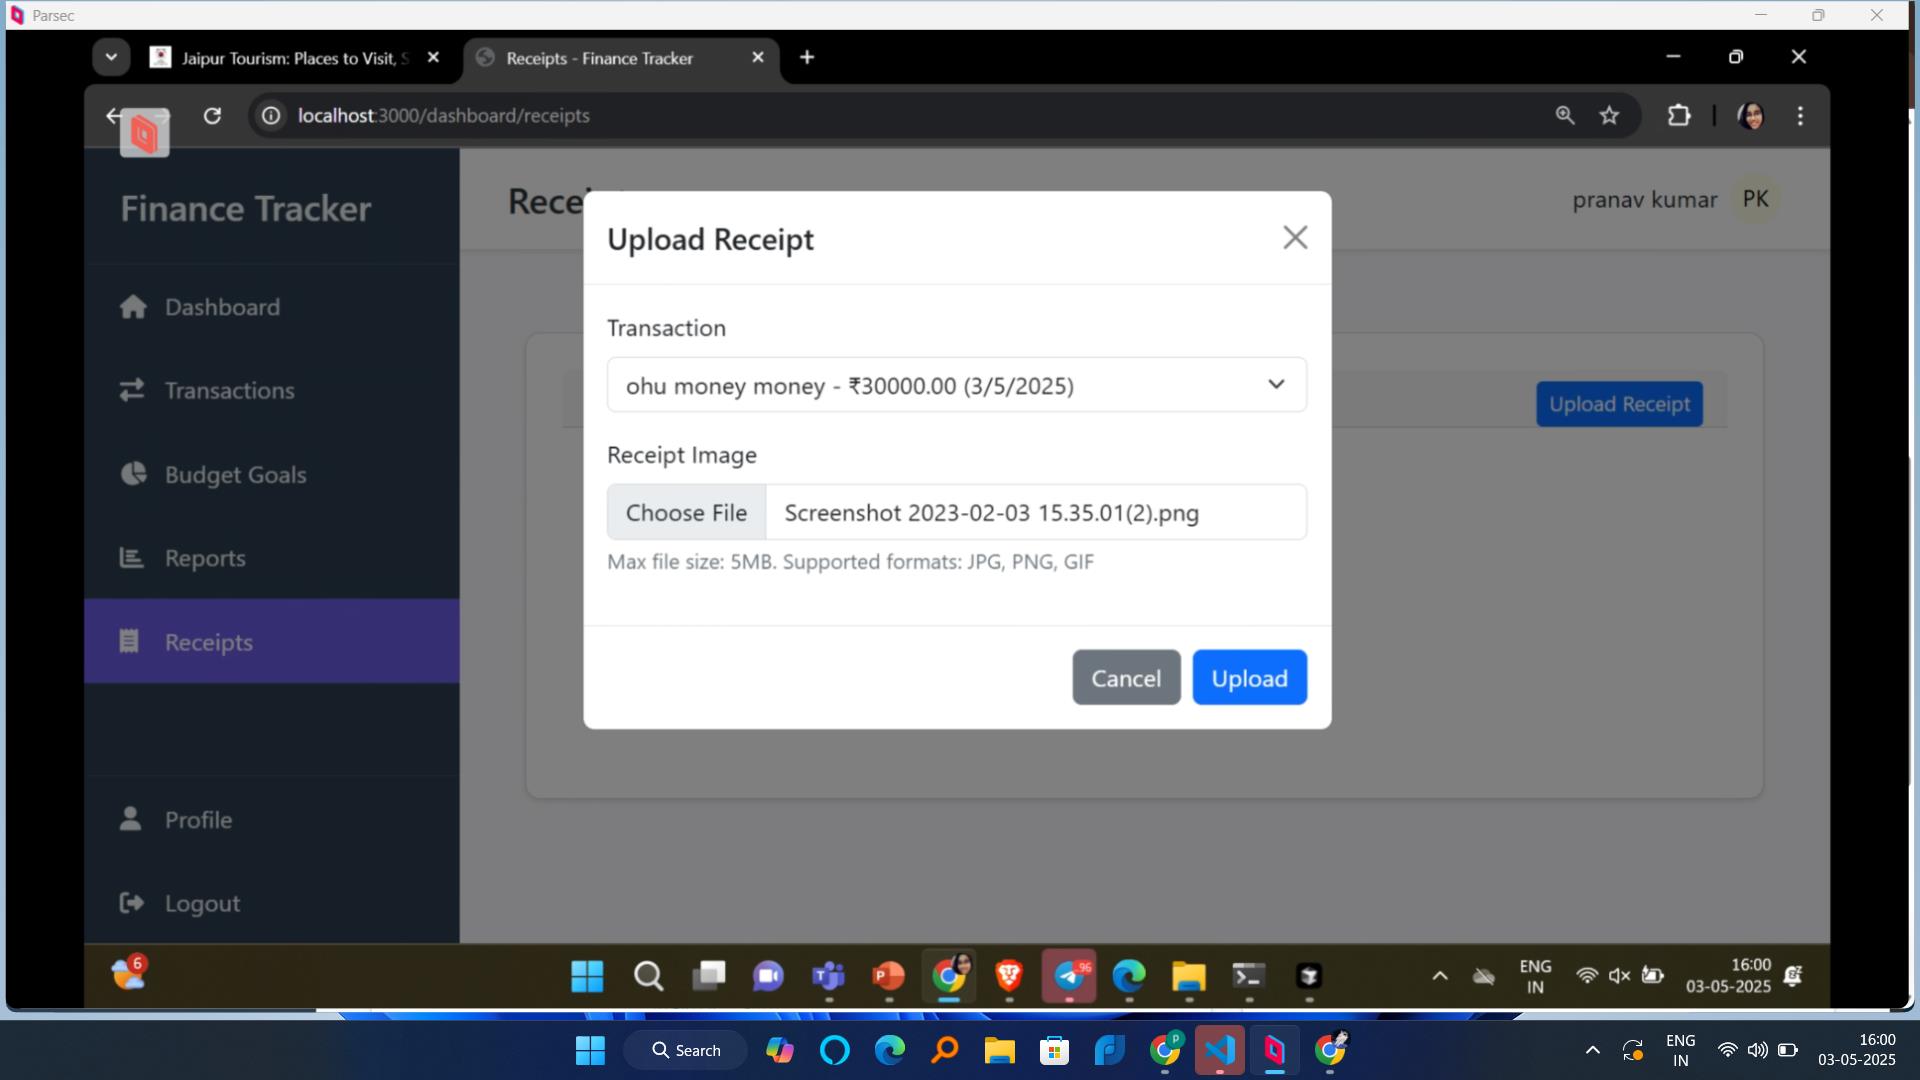 Parsec
Jaipur Tourism: Places to Visit, S
Receipts - Finance Tracker
localhost:3000/dashboard/receipts
Finance Tracker
Dashboard
Transactions
Budget Goals
Reports
Receipts
Profile
Logout
Rece
pranav kumar PK
Upload Receipt
Upload Receipt
Transaction
ohu money money - ₹30000.00 (3/5/2025)
Receipt Image
Choose File Screenshot 2023-02-03 15.35.01(2).png
Max file size: 5MB. Supported formats: JPG, PNG, GIF
Cancel Upload
6
96
ENG
IN
16:00
03-05-2025
Search
ENG
IN
16:00
03-05-2025